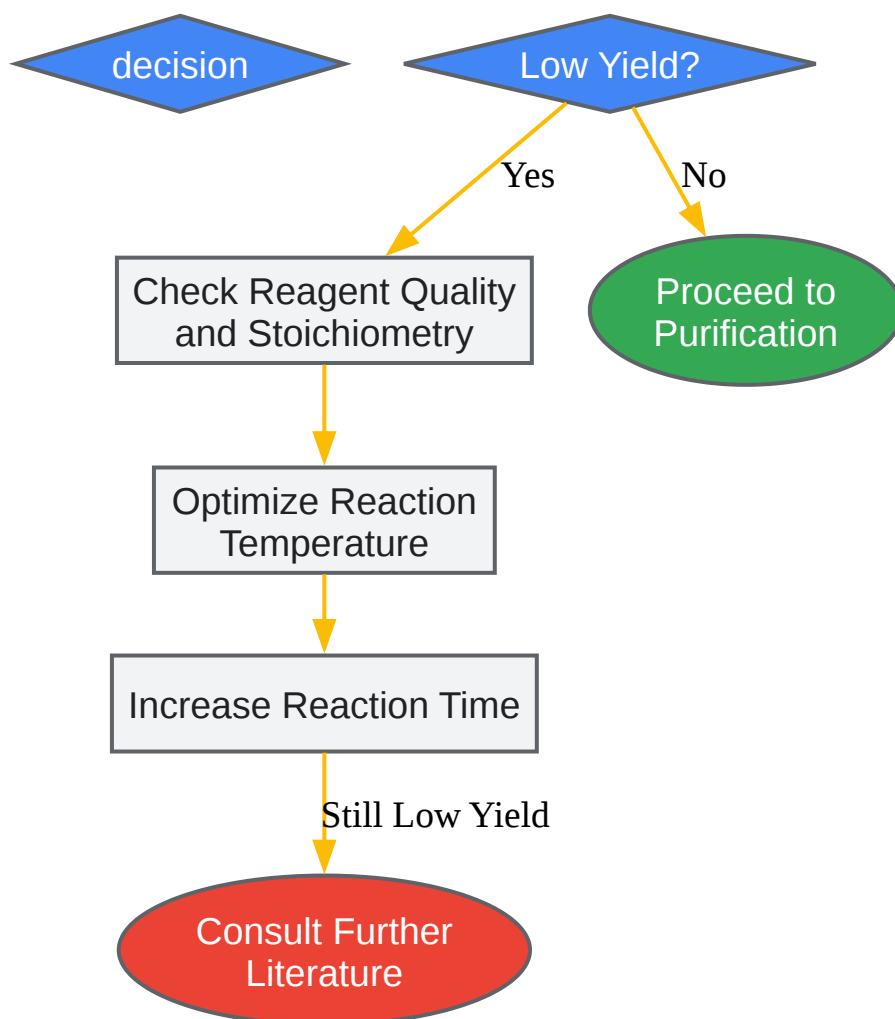 decision
Low Yield?
Yes
No
Check Reagent Quality
and Stoichiometry
Proceed to
Purification
Optimize Reaction
Temperature
Increase Reaction Time
Still Low Yield
Consult Further
Literature